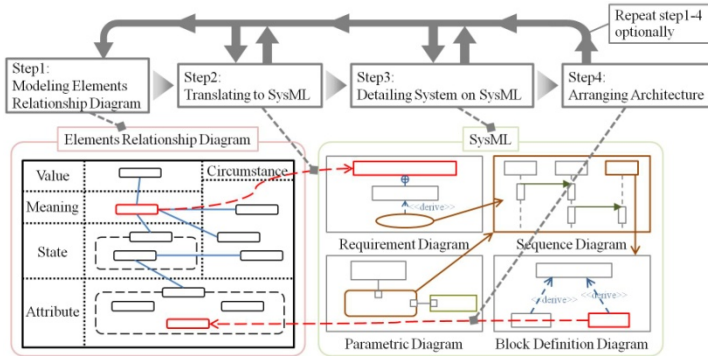 Repeat step1-4
optionally
Step1:
Modeling Elements
Relationship Diagram
Step2:
Translating to SysML
Step3:
Detailing System on SysML
Step4:
Arranging Architecture
Elements Relationship Diagram
SysML
Value
Circumstance
Meaning
State
Attribute
<<derive>>
Requirement Diagram
Sequence Diagram
<<derive>>
<<derive>>
Parametric Diagram
Block Definition Diagram